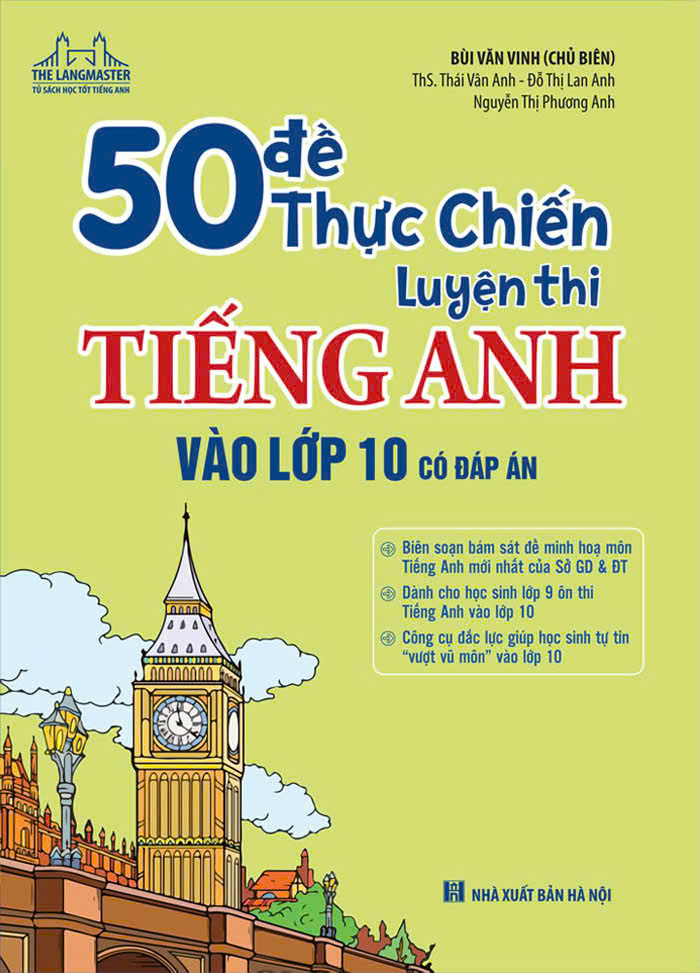 THE LANGMASTER
TỦ SÁCH HỌC TỐT TIẾNG ANH
BÙI VĂN VINH (CHỦ BIÊN)
ThS. Thái Vân Anh - Đỗ Thị Lan Anh
Nguyễn Thị Phương Anh
50 đề
Thực Chiến
Luyện thi
TIẾNG ANH
VÀO LỚP 10 CÓ ĐÁP ÁN
Biên soạn bám sát đề minh hoạ môn
Tiếng Anh mới nhất của Sở GD & ĐT
Dành cho học sinh lớp 9 ôn thi
Tiếng Anh vào lớp 10
Công cụ đắc lực giúp học sinh tự tin
“vượt vũ môn” vào lớp 10
NHÀ XUẤT BẢN HÀ NỘI